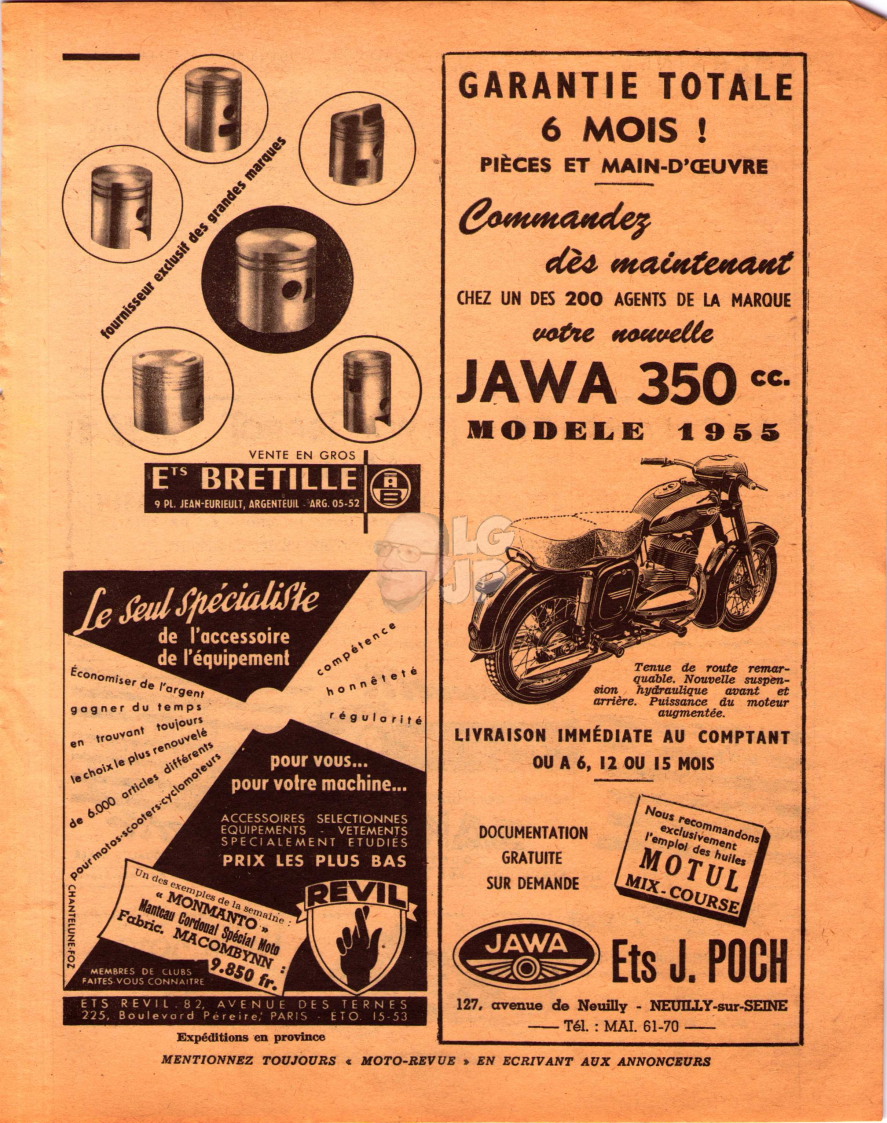 fournisseur exclusif des grandes marques
VENTE EN GROS
ETS BRETILLE
AB
9 PL. JEAN-EURIEULT, ARGENTEUIL - ARG. 05-52
Le Seul Spécialiste
de l'accessoire
de l'équipement
Économiser de l'argent
gagner du temps
en trouvant toujours
le choix le plus renouvelé
de 6.000 articles différents
pour motos-scooters-cyclomoteurs
compétence
honnêteté
régularité
pour vous...
pour votre machine...
ACCESSOIRES SELECTIONNES
EQUIPEMENTS - VETEMENTS
SPECIALEMENT ETUDIES
PRIX LES PLUS BAS
Un des exemples de la semaine :
« MONMANTO »
Manteau Cordoual Spécial Moto
Fabric. MACOMBYNN :
9.850 fr.
REVIL
CHANTELUNE-FOZ
MEMBRES DE CLUBS
FAITES VOUS CONNAITRE
ETS REVIL. 82, AVENUE DES TERNES
225, Boulevard Péreire, PARIS - ETO. 15-53
Expéditions en province
GARANTIE TOTALE
6 MOIS !
PIÈCES ET MAIN-D'ŒUVRE
Commandez
dès maintenant
CHEZ UN DES 200 AGENTS DE LA MARQUE
votre nouvelle
JAWA 350 cc.
MODELE 1955
LG
JP
Tenue de route remar-
quable. Nouvelle suspen-
sion hydraulique avant et
arrière. Puissance du moteur
augmentée.
LIVRAISON IMMÉDIATE AU COMPTANT
OU A 6, 12 OU 15 MOIS
DOCUMENTATION
GRATUITE
SUR DEMANDE
Nous recommandons
exclusivement
l'emploi des huiles
MOTUL
MIX-COURSE
JAWA
Ets J. POCH
127, avenue de Neuilly - NEUILLY-sur-SEINE
Tél. : MAI. 61-70
MENTIONNEZ TOUJOURS « MOTO-REVUE » EN ECRIVANT AUX ANNONCEURS